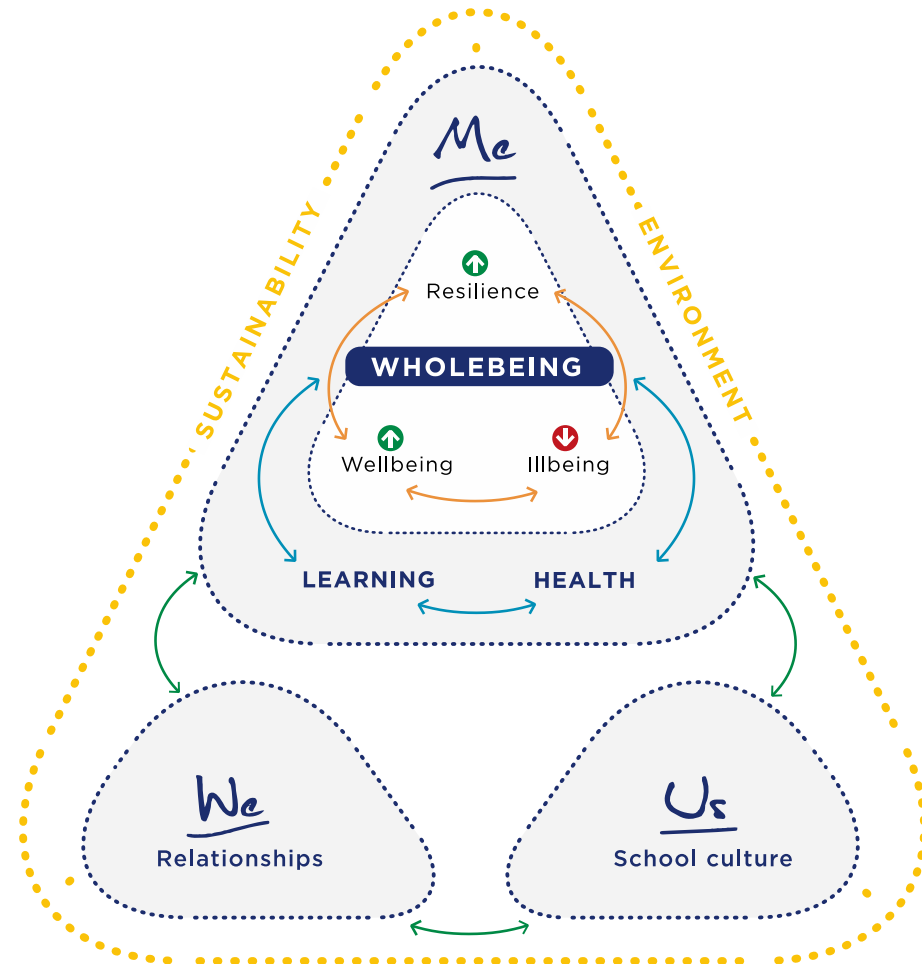 Me
SUSTAINABILITY
ENVIRONMENT
Resilience
WHOLEBEING
Wellbeing
Illbeing
LEARNING
HEALTH
We
Relationships
Us
School culture